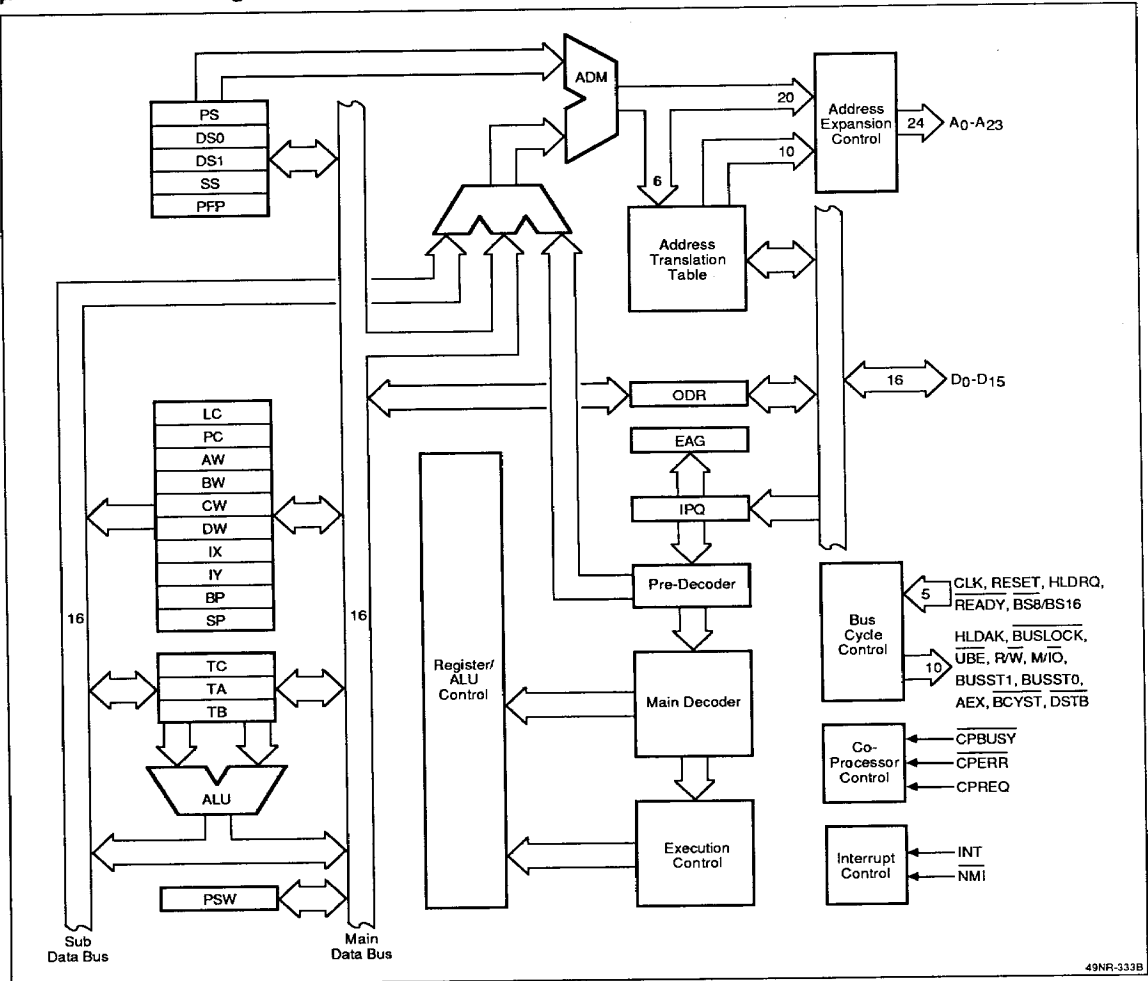 PS
DS0
DS1
SS
PFP
ADM
20
10
6
Address
Expansion
Control
24
A0-A23
Address
Translation
Table
16
D0-D15
ODR
EAG
IPQ
Pre-Decoder
Main Decoder
Execution
Control
Register/
ALU
Control
LC
PC
AW
BW
CW
DW
IX
IY
BP
SP
16
16
TC
TA
TB
ALU
PSW
Sub
Data Bus
Main
Data Bus
Bus
Cycle
Control
5
CLK, RESET, HLDRQ,
READY, BS8/BS16
10
HLDAK, BUSLOCK,
UBE, R/W, M/IO,
BUSST1, BUSST0,
AEX, BCYST, DSTB
Co-
Processor
Control
CPBUSY
CPERR
CPREQ
Interrupt
Control
INT
NMI
49NR-333B